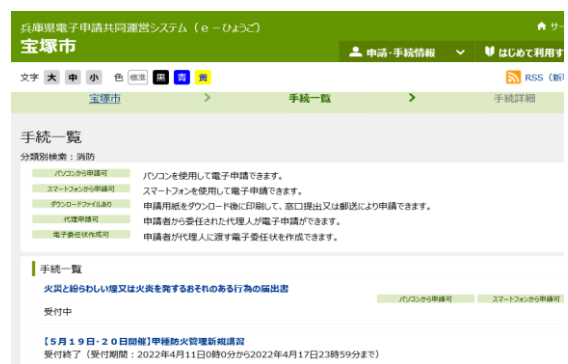 兵庫県電子申請共同運営システム（e－ひょうご）
宝塚市
サー
申請・手続情報
はじめて利用す
文字 大 中 小 色 標準 黒 青 黄
RSS（新
宝塚市 > 手続一覧 > 手続詳細
手続一覧
分類別検索：消防
パソコンから申請可 パソコンを使用して電子申請できます。
スマートフォンから申請可 スマートフォンを使用して電子申請できます。
ダウンロードファイルあり 申請用紙をダウンロード後に印刷して、窓口提出又は郵送により申請できます。
代理申請可 申請者から委任された代理人が電子申請ができます。
電子委任状作成可 申請者が代理人に渡す電子委任状を作成できます。
手続一覧
火災と紛らわしい煙又は火炎を発するおそれのある行為の届出書
パソコンから申請可 スマートフォンから申請可
受付中
【５月１９日・２０日開催】甲種防火管理新規講習
受付終了（受付期間：2022年4月11日0時0分から2022年4月17日23時59分まで）